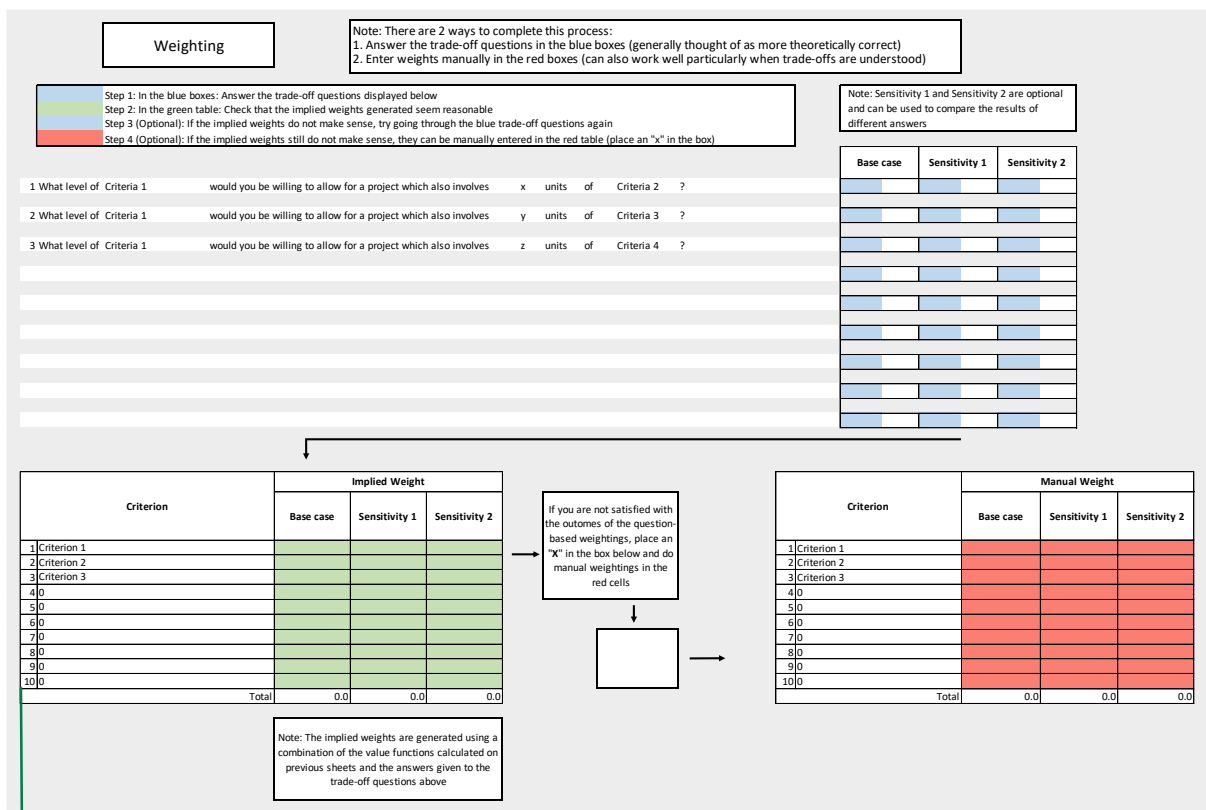 Weighting
Note: There are 2 ways to complete this process:
1. Answer the trade-off questions in the blue boxes (generally thought of as more theoretically correct)
2. Enter weights manually in the red boxes (can also work well particularly when trade-offs are understood)
Step 1: In the blue boxes: Answer the trade-off questions displayed below
Step 2: In the green table: Check that the implied weights generated seem reasonable
Step 3 (Optional): If the implied weights do not make sense, try going through the blue trade-off questions again
Step 4 (Optional): If the implied weights still do not make sense, they can be manually entered in the red table (place an "x" in the box)
Note: Sensitivity 1 and Sensitivity 2 are optional
and can be used to compare the results of
different answers
Base case Sensitivity 1 Sensitivity 2
1 What level of Criteria 1 would you be willing to allow for a project which also involves x units of Criteria 2 ?
2 What level of Criteria 1 would you be willing to allow for a project which also involves y units of Criteria 3 ?
3 What level of Criteria 1 would you be willing to allow for a project which also involves z units of Criteria 4 ?
Criterion
Implied Weight
Base case Sensitivity 1 Sensitivity 2
1 Criterion 1
2 Criterion 2
3 Criterion 3
4 0
5 0
6 0
7 0
8 0
9 0
10 0
Total 0.0 0.0 0.0
If you are not satisfied with
the outomes of the question-
based weightings, place an
"X" in the box below and do
manual weightings in the
red cells
Criterion
Manual Weight
Base case Sensitivity 1 Sensitivity 2
1 Criterion 1
2 Criterion 2
3 Criterion 3
4 0
5 0
6 0
7 0
8 0
9 0
10 0
Total 0.0 0.0 0.0
Note: The implied weights are generated using a
combination of the value functions calculated on
previous sheets and the answers given to the
trade-off questions above